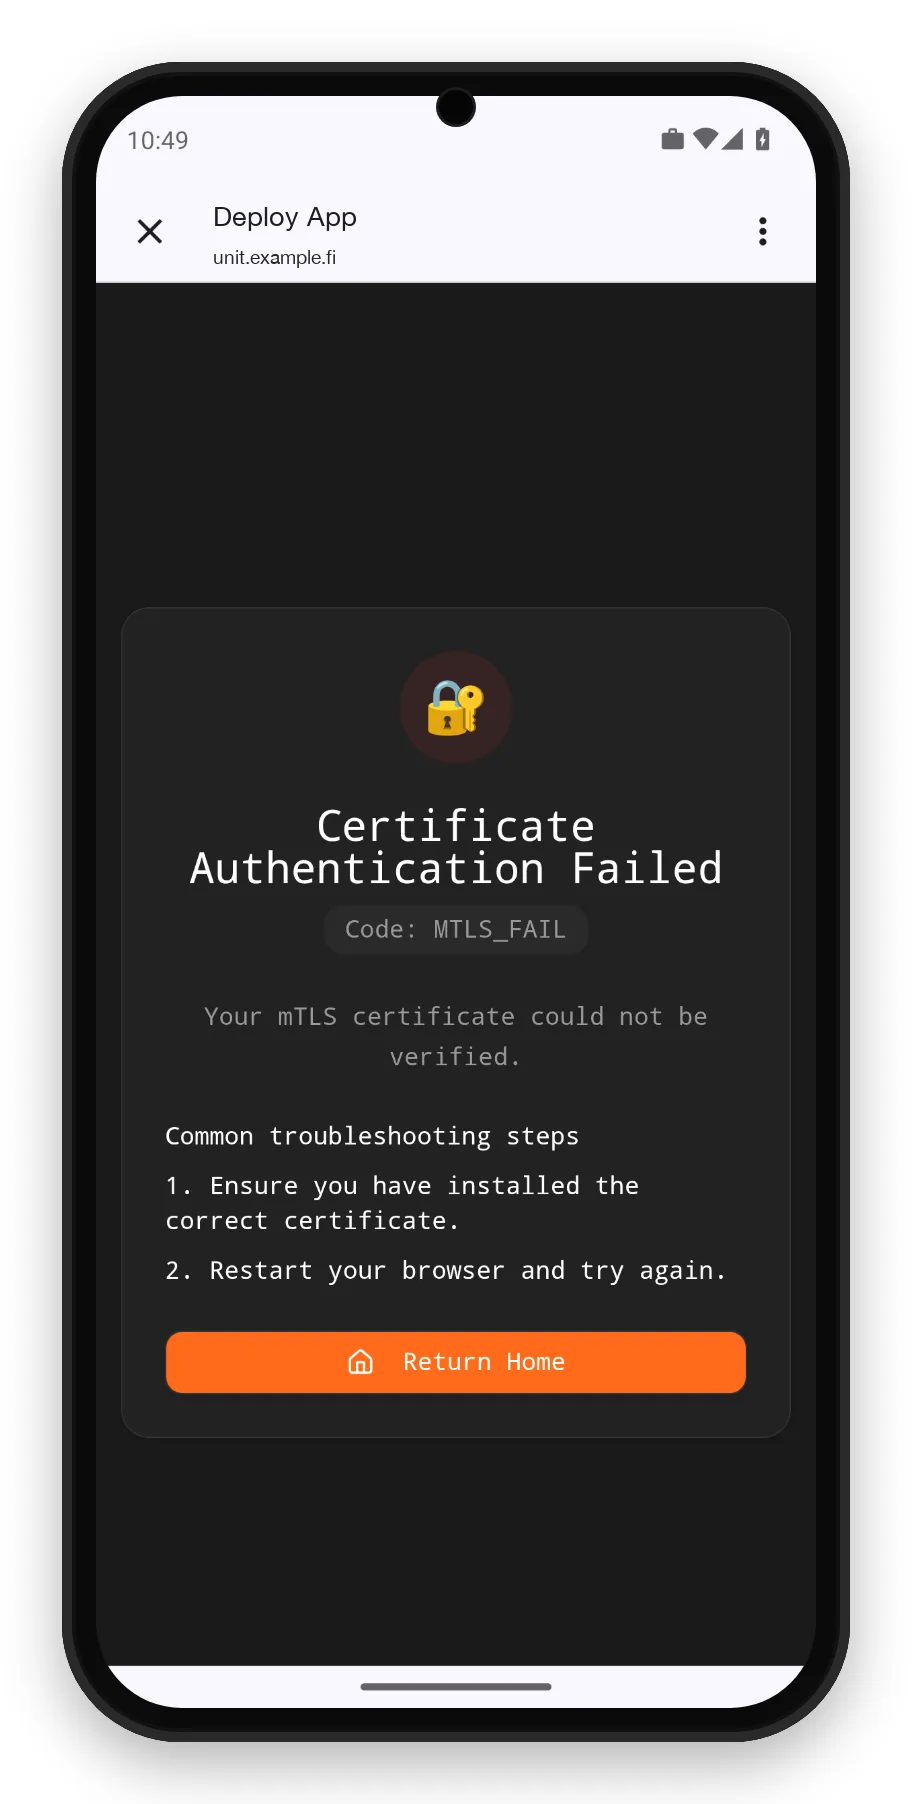 10:49
Deploy App
unit.example.fi
Certificate
Authentication Failed
Code: MTLS_FAIL
Your mTLS certificate could not be
verified.
Common troubleshooting steps
1. Ensure you have installed the
correct certificate.
2. Restart your browser and try again.
Return Home